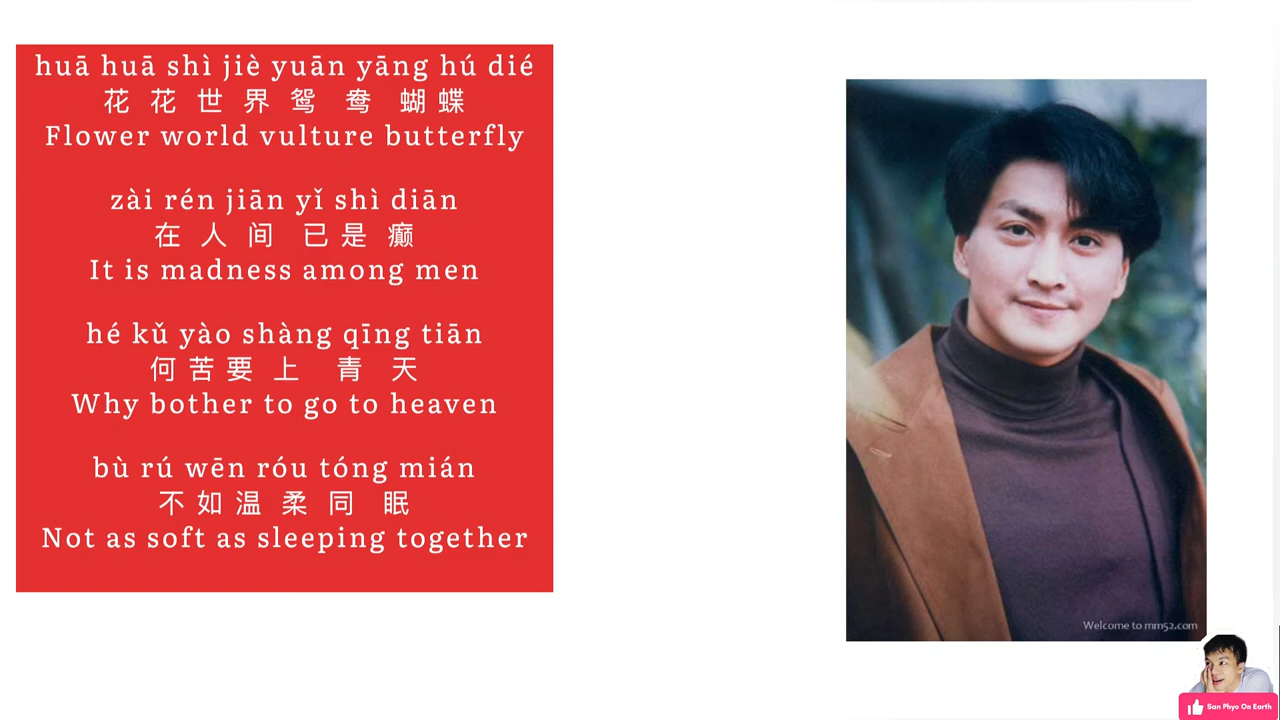 huā huā shì jiè yuān yāng hú dié
花花世界鸳鸯蝴蝶
Flower world vulture butterfly
zài rén jiān yǐ shì diān
在人间已是癫
It is madness among men
hé kǔ yào shàng qīng tiān
何苦要上青天
Why bother to go to heaven
bù rú wēn róu tóng mián
不如温柔同眠
Not as soft as sleeping together
Welcome to mm52.com
San Phyo On Earth